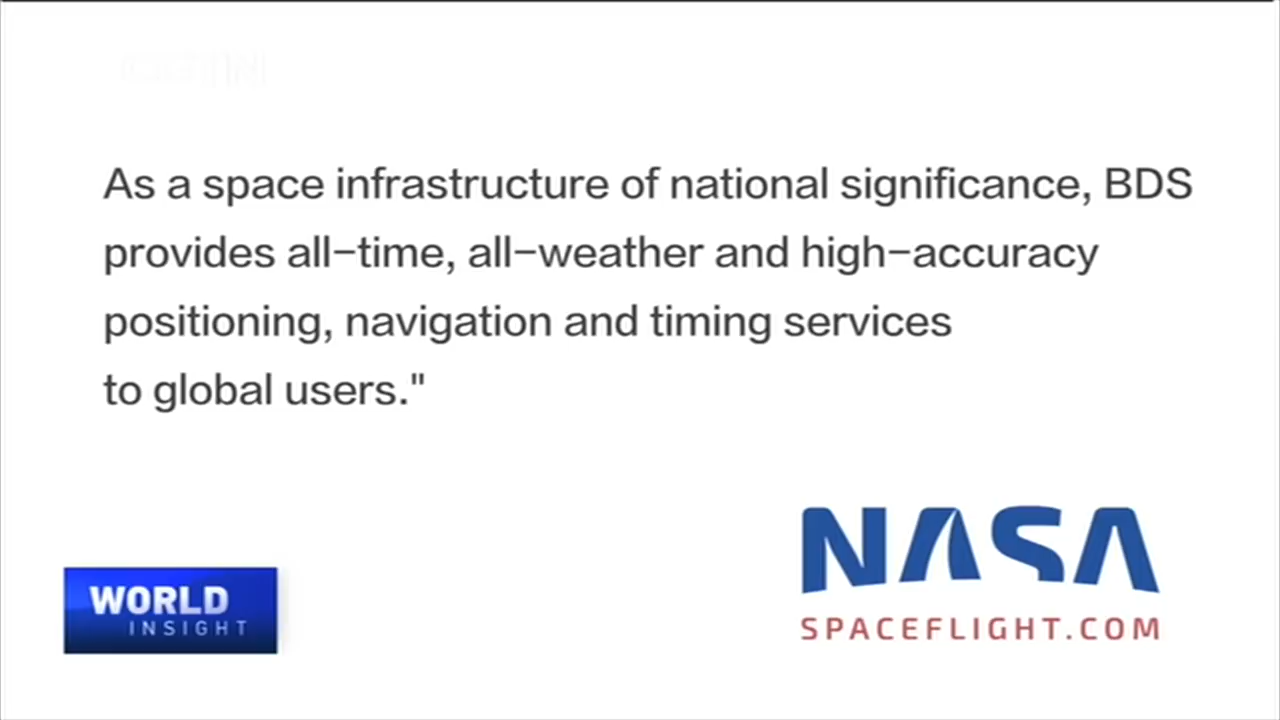 As a space infrastructure of national significance, BDS
provides all-time, all-weather and high-accuracy
positioning, navigation and timing services
to global users."
NASA
SPACEFLIGHT.COM
WORLD
INSIGHT